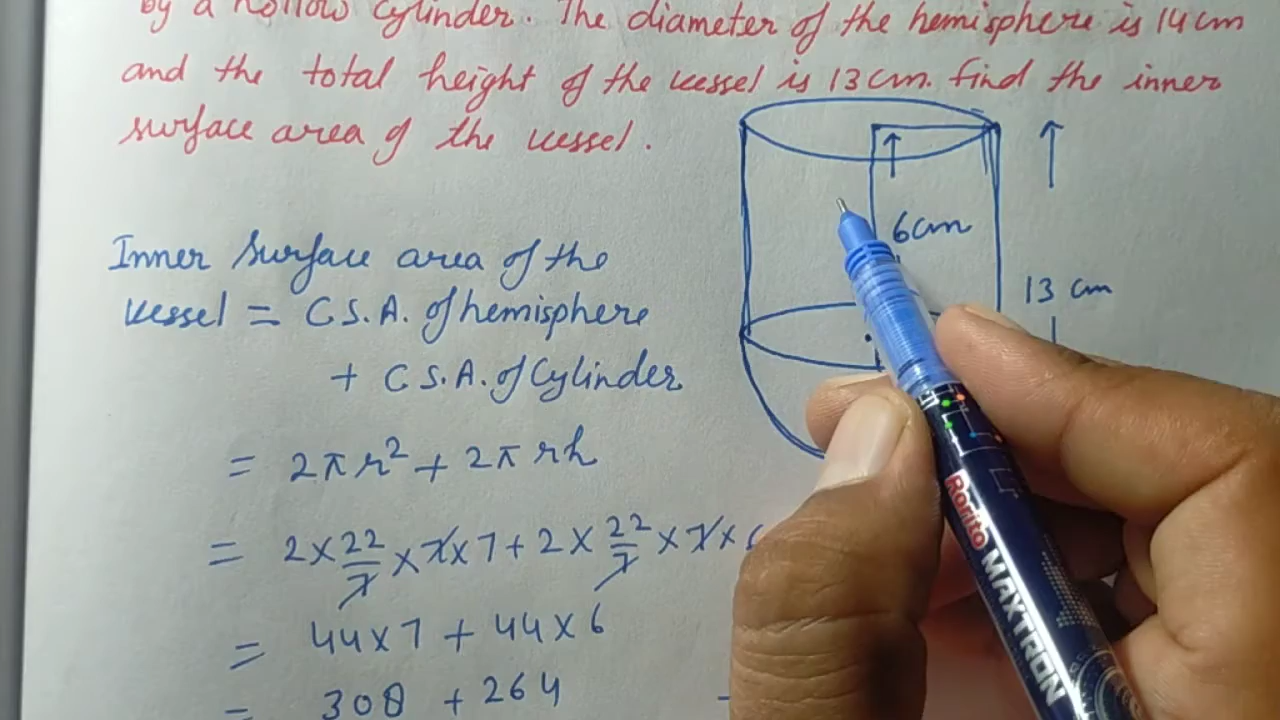 by a hollow cylinder. The diameter of the hemisphere is 14 cm
and the total height of the vessel is 13 cm. find the inner
surface area of the vessel.
6cm
13 cm
Inner surface area of the
vessel = C.S.A. of hemisphere
+ C.S.A. of Cylinder
= 2πr² + 2πrh
= 2 × 22/7 × 7 × 7 + 2 × 22/7 × 7 × 6
= 44 × 7 + 44 × 6
= 308 + 264
Rorito MAXTRON